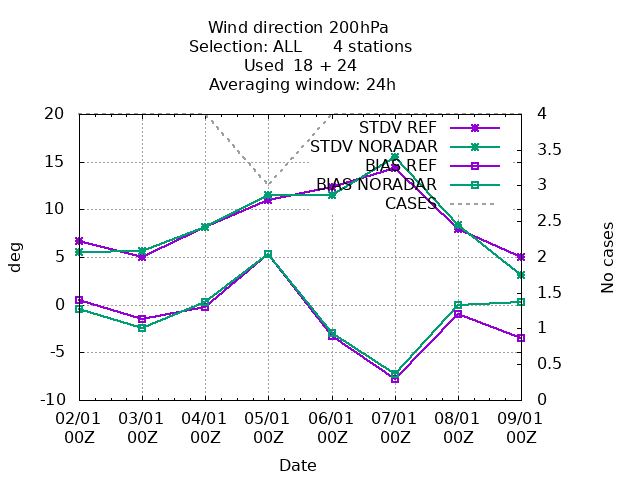 Wind direction 200hPa
Selection: ALL 4 stations
Used 18 + 24
Averaging window: 24h
20
15
10
5
0
-5
-10
deg
4
3.5
3
2.5
2
1.5
1
0.5
0
No cases
STDV REF
STDV NORADAR
BIAS REF
BIAS NORADAR
CASES
02/01 03/01 04/01 05/01 06/01 07/01 08/01 09/01
00Z 00Z 00Z 00Z 00Z 00Z 00Z 00Z
Date